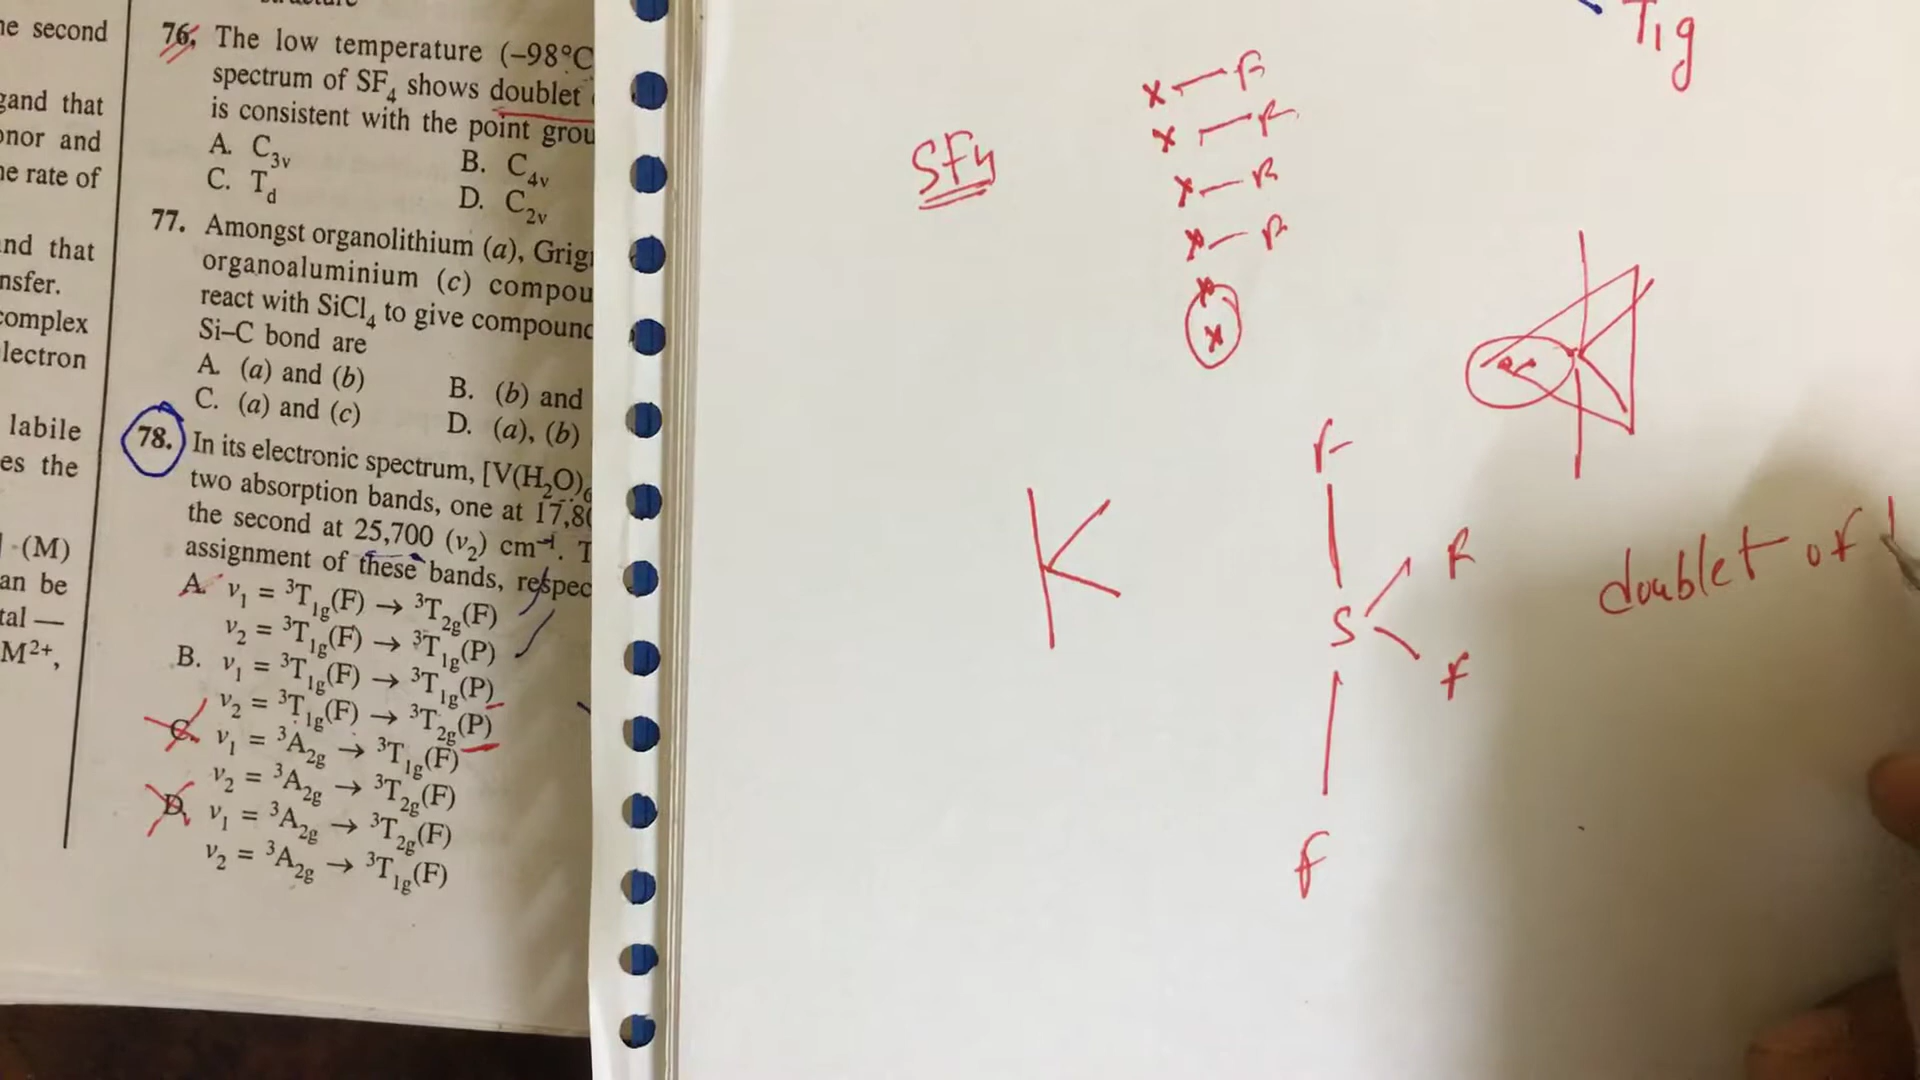 ne second
gand that
onor and
ne rate of
nd that
nsfer.
complex
lectron
labile
es the
(M)
an be
tal —
M²⁺,
structure
76. The low temperature (–98°C
spectrum of SF₄ shows doublet
is consistent with the point grou
A. C₃ᵥ B. C₄ᵥ
C. T_d D. C₂ᵥ
77. Amongst organolithium (a), Grig
organoaluminium (c) compou
react with SiCl₄ to give compound
Si–C bond are
A. (a) and (b) B. (b) and
C. (a) and (c) D. (a), (b)
78. In its electronic spectrum, [V(H₂O)₆
two absorption bands, one at 17,80
the second at 25,700 (ν₂) cm⁻¹. T
assignment of these bands, respec
A. ν₁ = ³T₁g(F) → ³T₂g(F)
ν₂ = ³T₁g(F) → ³T₁g(P)
B. ν₁ = ³T₁g(F) → ³T₁g(P)
ν₂ = ³T₁g(F) → ³T₂g(P)
C. ν₁ = ³A₂g → ³T₁g(F)
ν₂ = ³A₂g → ³T₂g(F)
D. ν₁ = ³A₂g → ³T₂g(F)
ν₂ = ³A₂g → ³T₁g(F)
T₁g
SF₄
x — F
x — F
x — F
x — F
x
x
F
F
S
F
F
doublet of